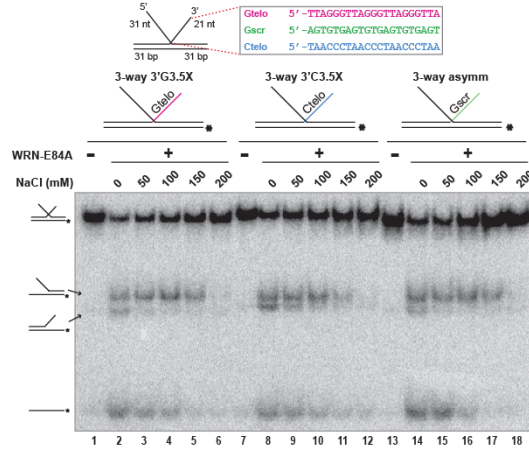 5' 3'
31 nt 21 nt
31 bp 31 bp
Gtelo 5'-TTAGGGTTAGGGTTAGGGTTA
Gscr 5'-AGTGTGAGTGTGAGTGTGAGT
Ctelo 5'-TAACCCTAACCCTAACCCTAA
3-way 3'G3.5X 3-way 3'C3.5X 3-way asymm
Gtelo Ctelo Gscr
* * *
WRN-E84A - + - + - +
NaCl (mM) 0 50 100 150 200 0 50 100 150 200 0 50 100 150 200
*
*
*
*
1 2 3 4 5 6 7 8 9 10 11 12 13 14 15 16 17 18